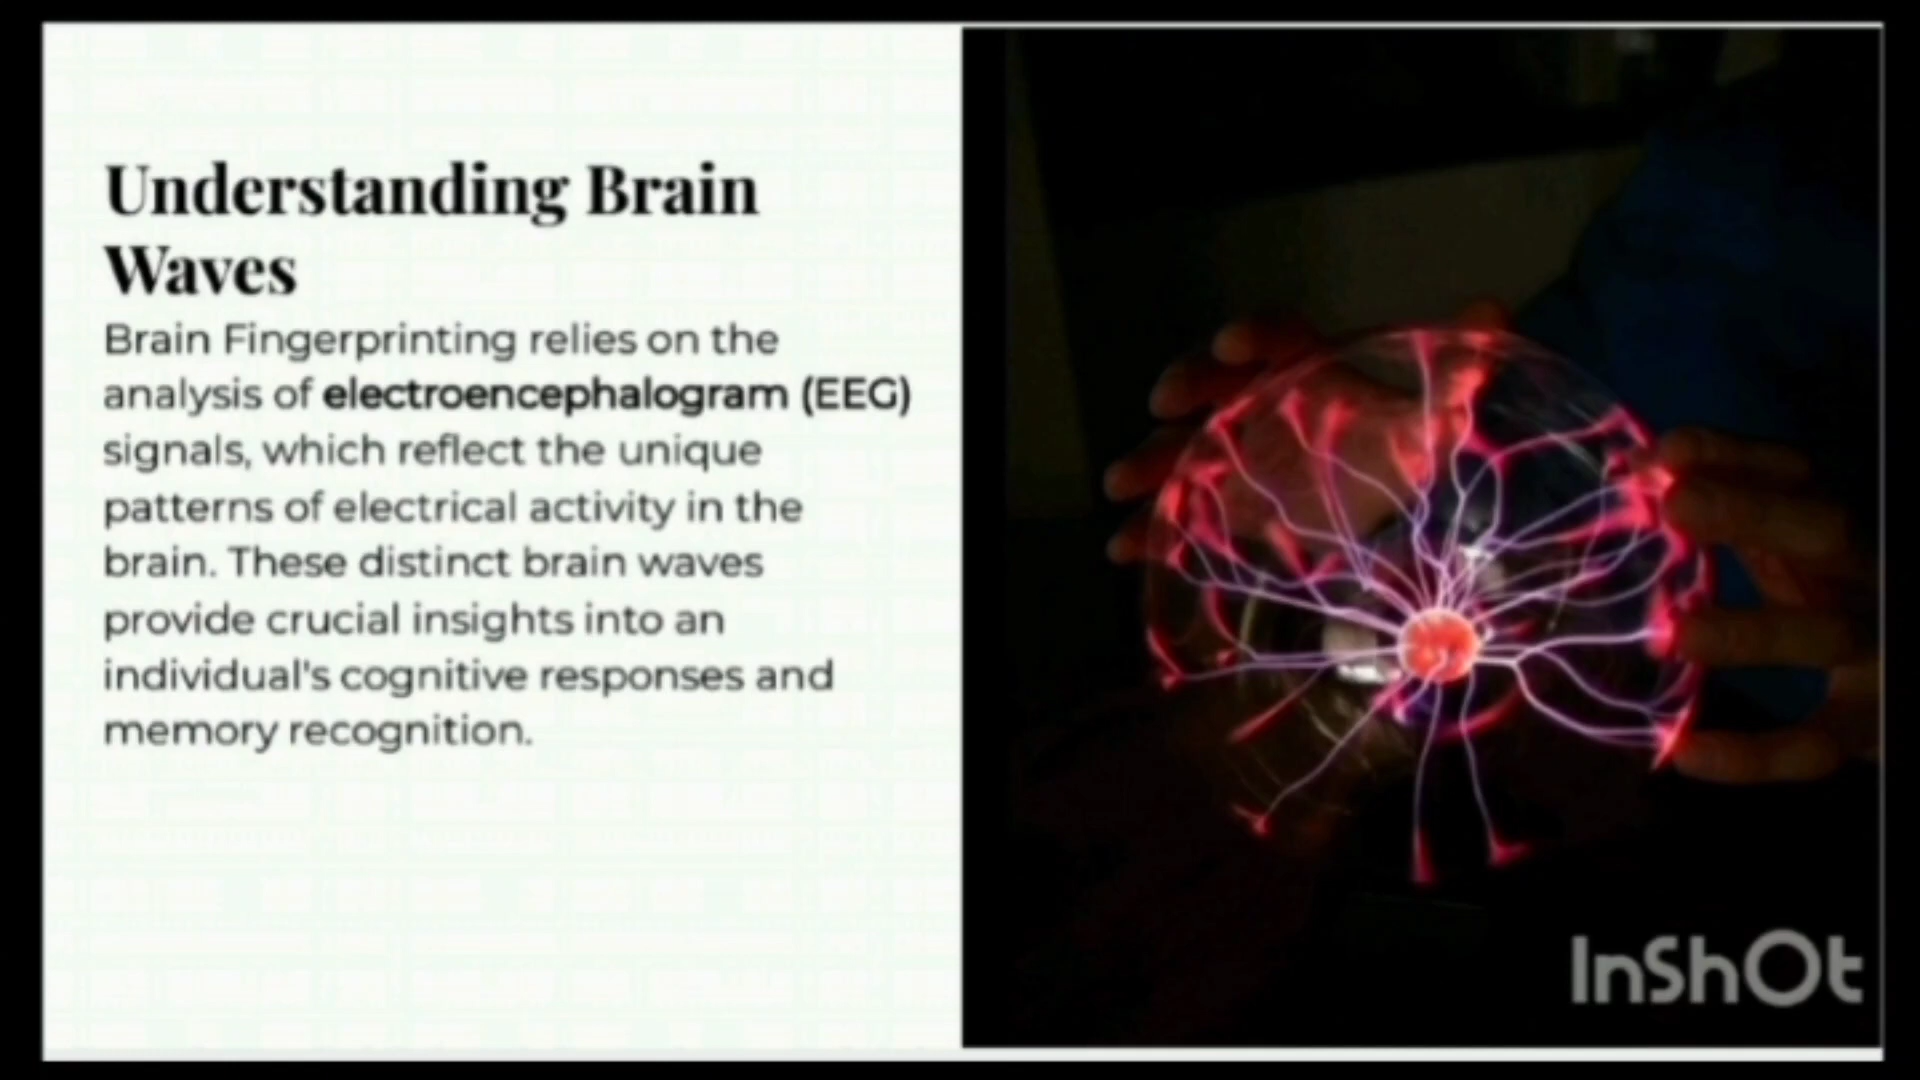 Understanding Brain
Waves
Brain Fingerprinting relies on the
analysis of electroencephalogram (EEG)
signals, which reflect the unique
patterns of electrical activity in the
brain. These distinct brain waves
provide crucial insights into an
individual's cognitive responses and
memory recognition.
InShOt